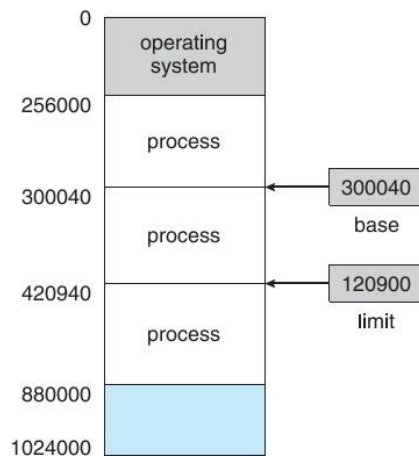 0
operating
system
256000
process
300040
300040
base
process
420940
120900
limit
process
880000
1024000